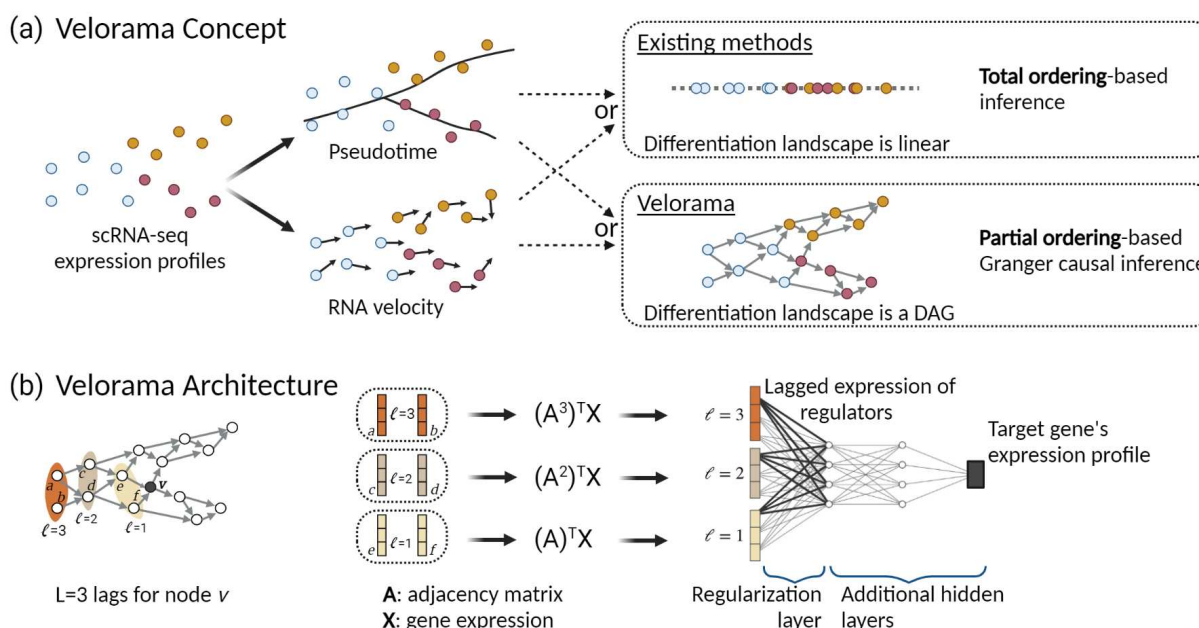 (a) Velorama Concept
scRNA-seq
expression profiles
Pseudotime
RNA velocity
or
or
Existing methods
Total ordering-based
inference
Differentiation landscape is linear
Velorama
Partial ordering-based
Granger causal inference
Differentiation landscape is a DAG
(b) Velorama Architecture
a
b
c
d
e
f
v
ℓ=3
ℓ=2
ℓ=1
L=3 lags for node v
a ℓ=3 b
(A³)ᵀX
c ℓ=2 d
(A²)ᵀX
e ℓ=1 f
(A)ᵀX
A: adjacency matrix
X: gene expression
Lagged expression of
regulators
ℓ = 3
ℓ = 2
ℓ = 1
Target gene's
expression profile
Regularization
layer
Additional hidden
layers